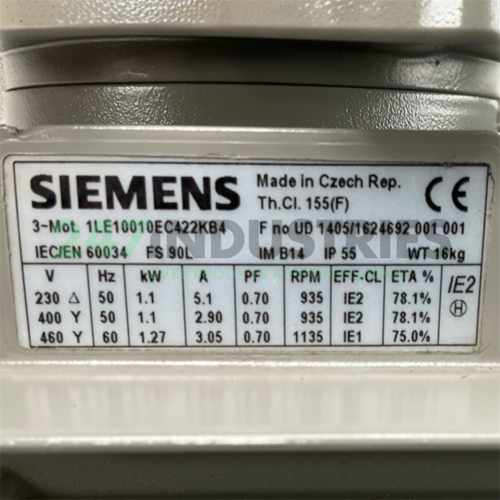 SIEMENS
Made in Czech Rep.
Th.Cl. 155(F)
CE
3~Mot. 1LE10010EC422KB4 F no UD 1405/1624692 001 001
IEC/EN 60034 FS 90L IM B14 IP 55 WT 16kg
V Hz kW A PF RPM EFF-CL ETA %
230 Δ 50 1.1 5.1 0.70 935 IE2 78.1%
400 Y 50 1.1 2.90 0.70 935 IE2 78.1%
460 Y 60 1.27 3.05 0.70 1135 IE1 75.0%
IE2
H
24INDUSTRIES